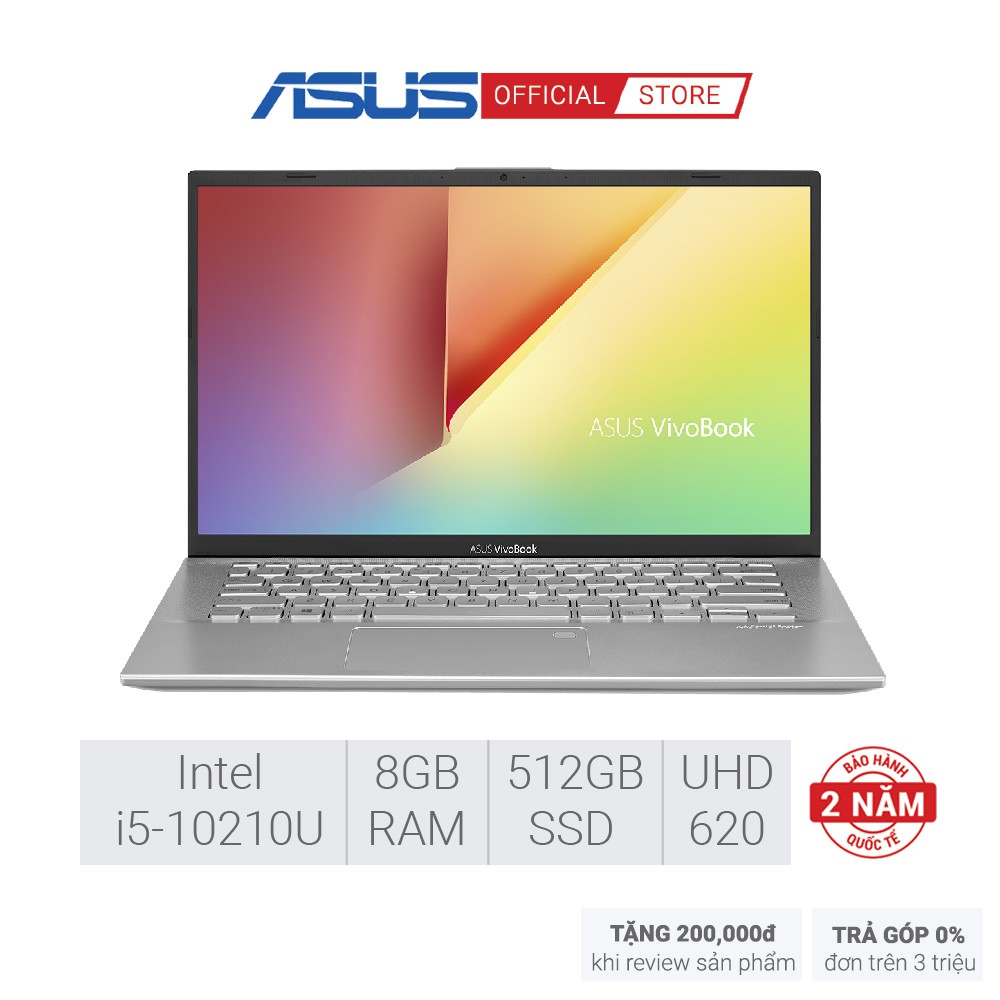 ASUS OFFICIAL STORE
ASUS VivoBook
ASUS VivoBook
Intel
i5-10210U
8GB
RAM
512GB
SSD
UHD
620
BẢO HÀNH
2 NĂM
QUỐC TẾ
TẶNG 200,000đ
khi review sản phẩm
TRẢ GÓP 0%
đơn trên 3 triệu